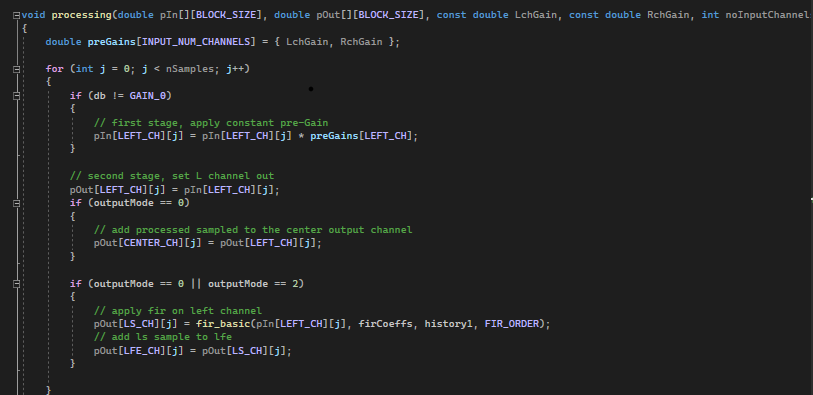 void processing(double pIn[][BLOCK_SIZE], double pOut[][BLOCK_SIZE], const double LchGain, const double RchGain, int noInputChannel
{
double preGains[INPUT_NUM_CHANNELS] = { LchGain, RchGain };
for (int j = 0; j < nSamples; j++)
{
if (db != GAIN_0)
{
// first stage, apply constant pre-Gain
pIn[LEFT_CH][j] = pIn[LEFT_CH][j] * preGains[LEFT_CH];
}
// second stage, set L channel out
pOut[LEFT_CH][j] = pIn[LEFT_CH][j];
if (outputMode == 0)
{
// add processed sampled to the center output channel
pOut[CENTER_CH][j] = pOut[LEFT_CH][j];
}
if (outputMode == 0 || outputMode == 2)
{
// apply fir on left channel
pOut[LS_CH][j] = fir_basic(pIn[LEFT_CH][j], firCoeffs, history1, FIR_ORDER);
// add ls sample to lfe
pOut[LFE_CH][j] = pOut[LS_CH][j];
}
}